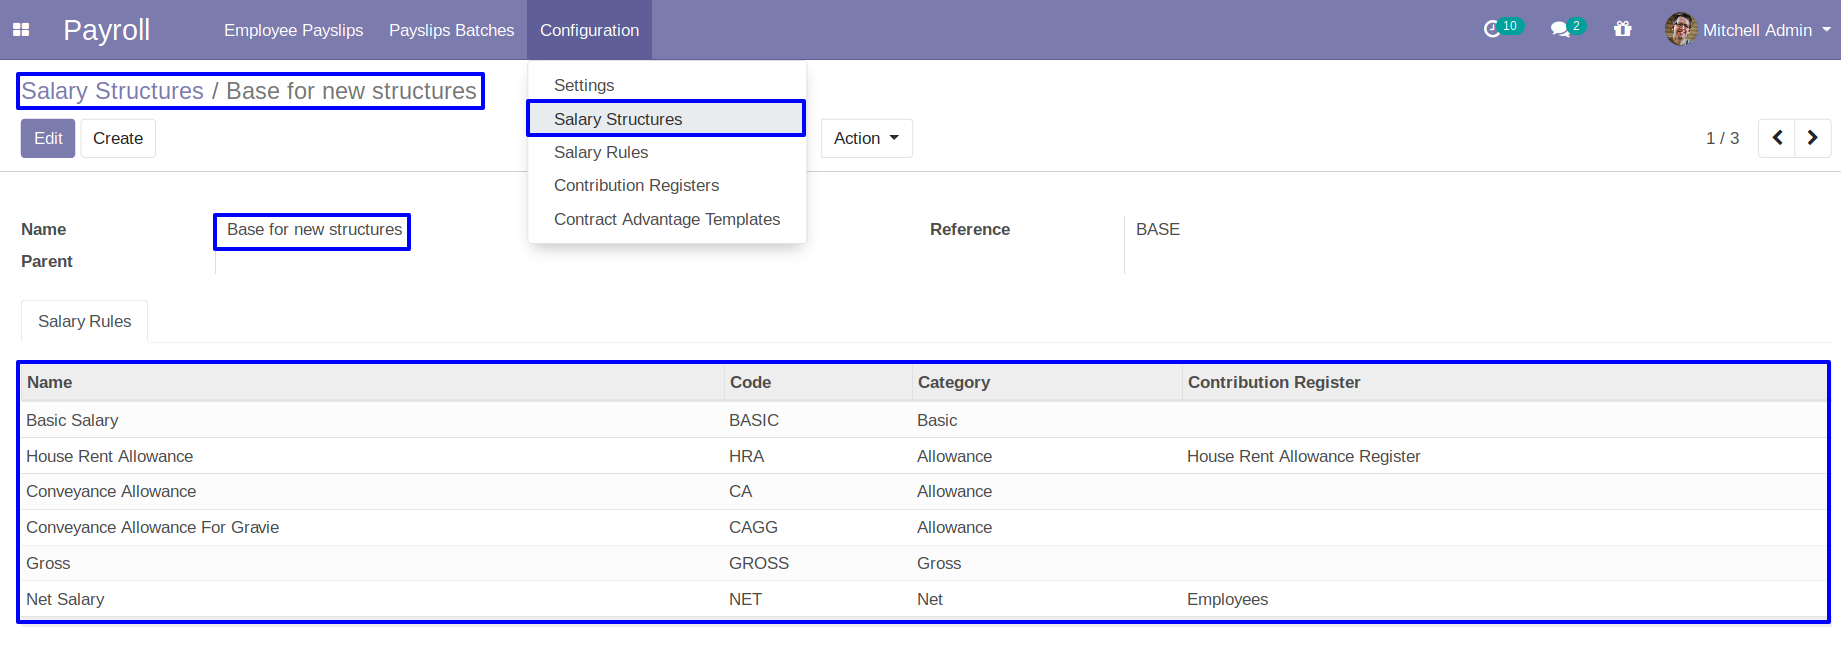 Payroll Employee Payslips Payslips Batches Configuration 10 2 Mitchell Admin
Salary Structures / Base for new structures
Edit Create Action 1 / 3
Settings
Salary Structures
Salary Rules
Contribution Registers
Contract Advantage Templates
Name Base for new structures Reference BASE
Parent
Salary Rules
Name Code Category Contribution Register
Basic Salary BASIC Basic
House Rent Allowance HRA Allowance House Rent Allowance Register
Conveyance Allowance CA Allowance
Conveyance Allowance For Gravie CAGG Allowance
Gross GROSS Gross
Net Salary NET Net Employees